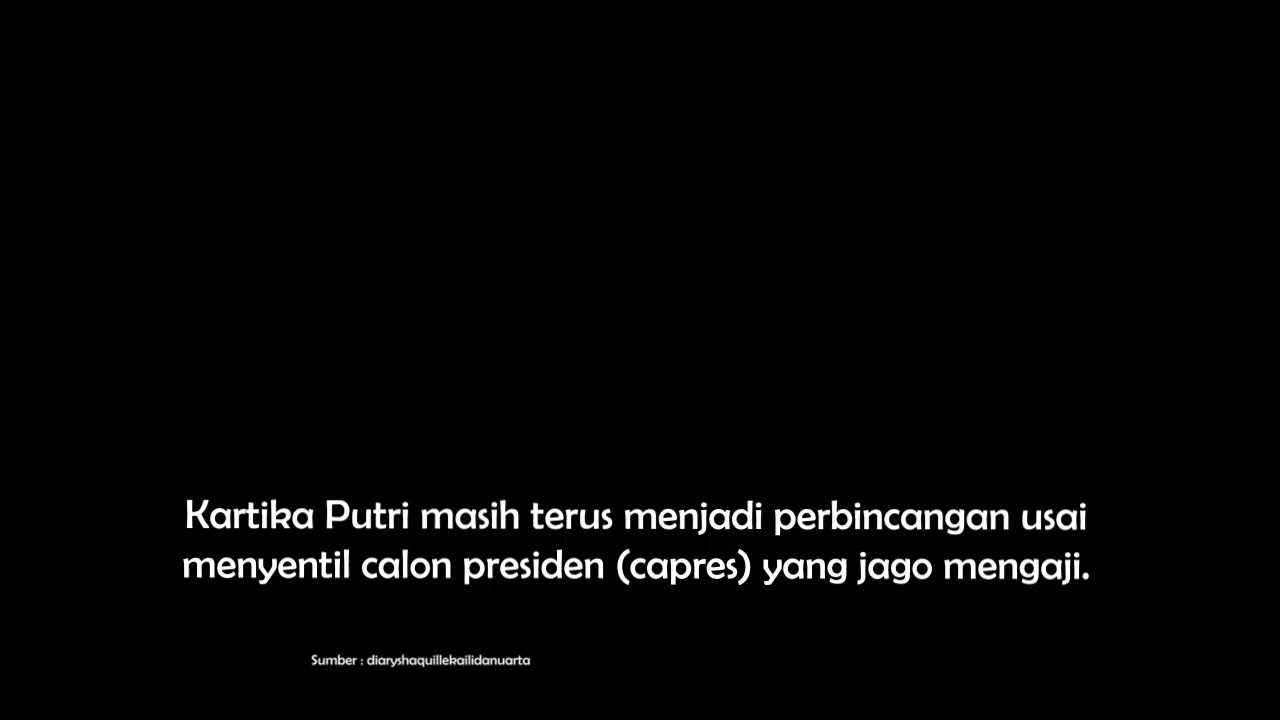 Kartika Putri masih terus menjadi perbincangan usai
menyentil calon presiden (capres) yang jago mengaji.
Sumber : diaryshaquillekailidanuarta